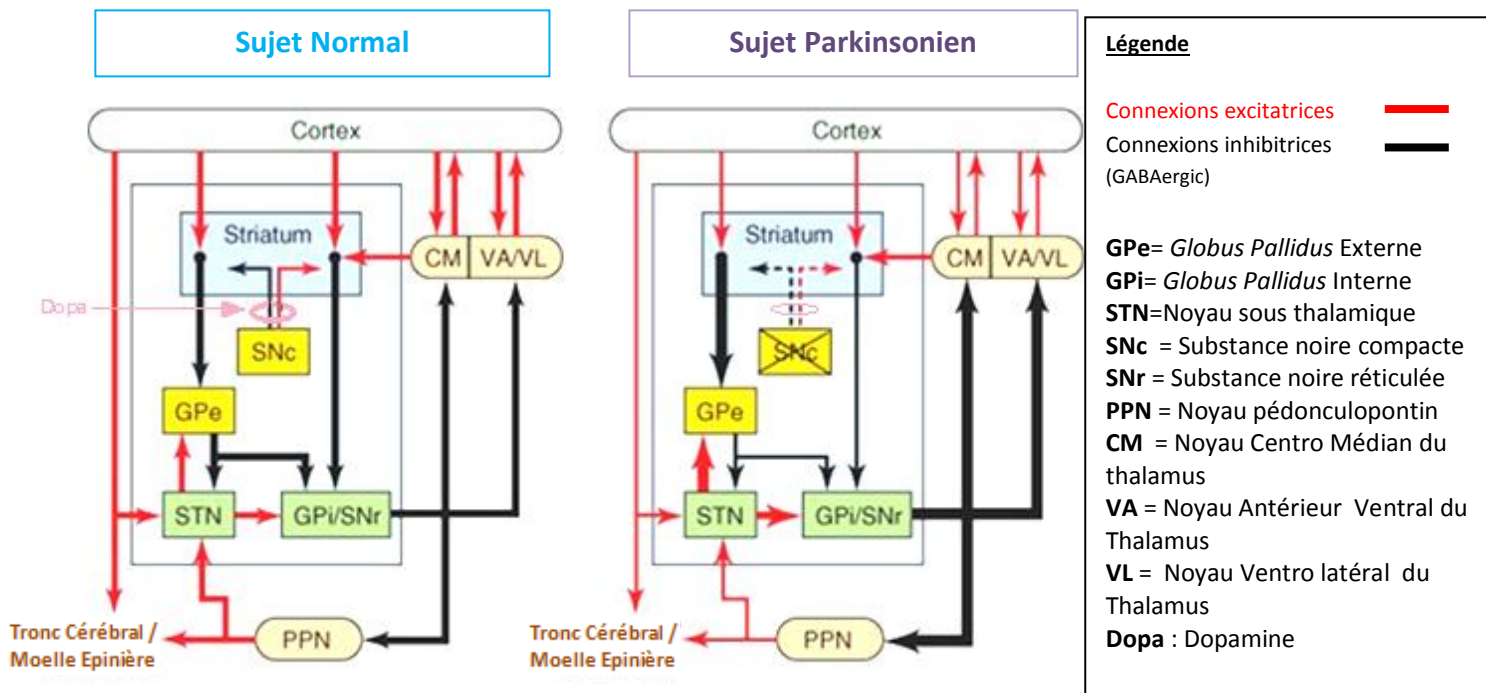 Sujet Normal
Cortex
Striatum
CM
VA/VL
Dopa
SNc
GPe
STN
GPi/SNr
PPN
Tronc Cérébral /
Moelle Epinière
Sujet Parkinsonien
Cortex
Striatum
CM
VA/VL
SNc
GPe
STN
GPi/SNr
PPN
Tronc Cérébral /
Moelle Epinière
Légende
Connexions excitatrices
Connexions inhibitrices
(GABAergic)
GPe= Globus Pallidus Externe
GPi= Globus Pallidus Interne
STN=Noyau sous thalamique
SNc = Substance noire compacte
SNr = Substance noire réticulée
PPN = Noyau pédonculopontin
CM = Noyau Centro Médian du
thalamus
VA = Noyau Antérieur Ventral du
Thalamus
VL = Noyau Ventro latéral du
Thalamus
Dopa : Dopamine